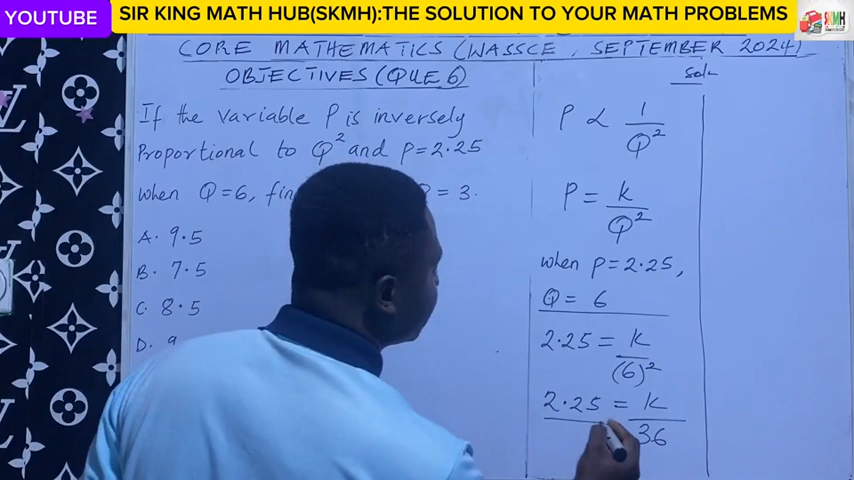 YOUTUBE
SIR KING MATH HUB(SKMH):THE SOLUTION TO YOUR MATH PROBLEMS
CORE MATHEMATICS (WASSCE, SEPTEMBER 2024)
OBJECTIVES (QUE 6)
If the variable P is inversely
Proportional to Q² and P=2.25
When Q=6, = 3.
A. 9.5
B. 7.5
C. 8.5
D. 9
Soln
P ∝ 1/Q²
P = k/Q²
when P=2.25,
Q = 6
2.25 = k/(6)²
2.25 = k/36